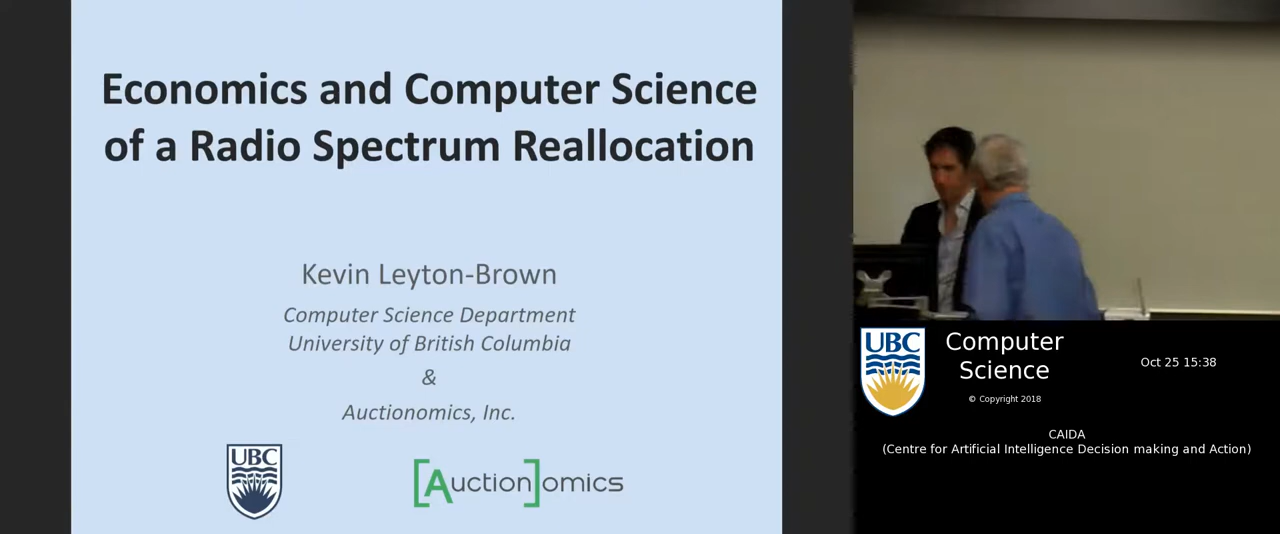 Economics and Computer Science
of a Radio Spectrum Reallocation
Kevin Leyton-Brown
Computer Science Department
University of British Columbia
&
Auctionomics, Inc.
UBC
[Auction]omics
UBC
Computer
Science
Oct 25 15:38
© Copyright 2018
CAIDA
(Centre for Artificial Intelligence Decision making and Action)